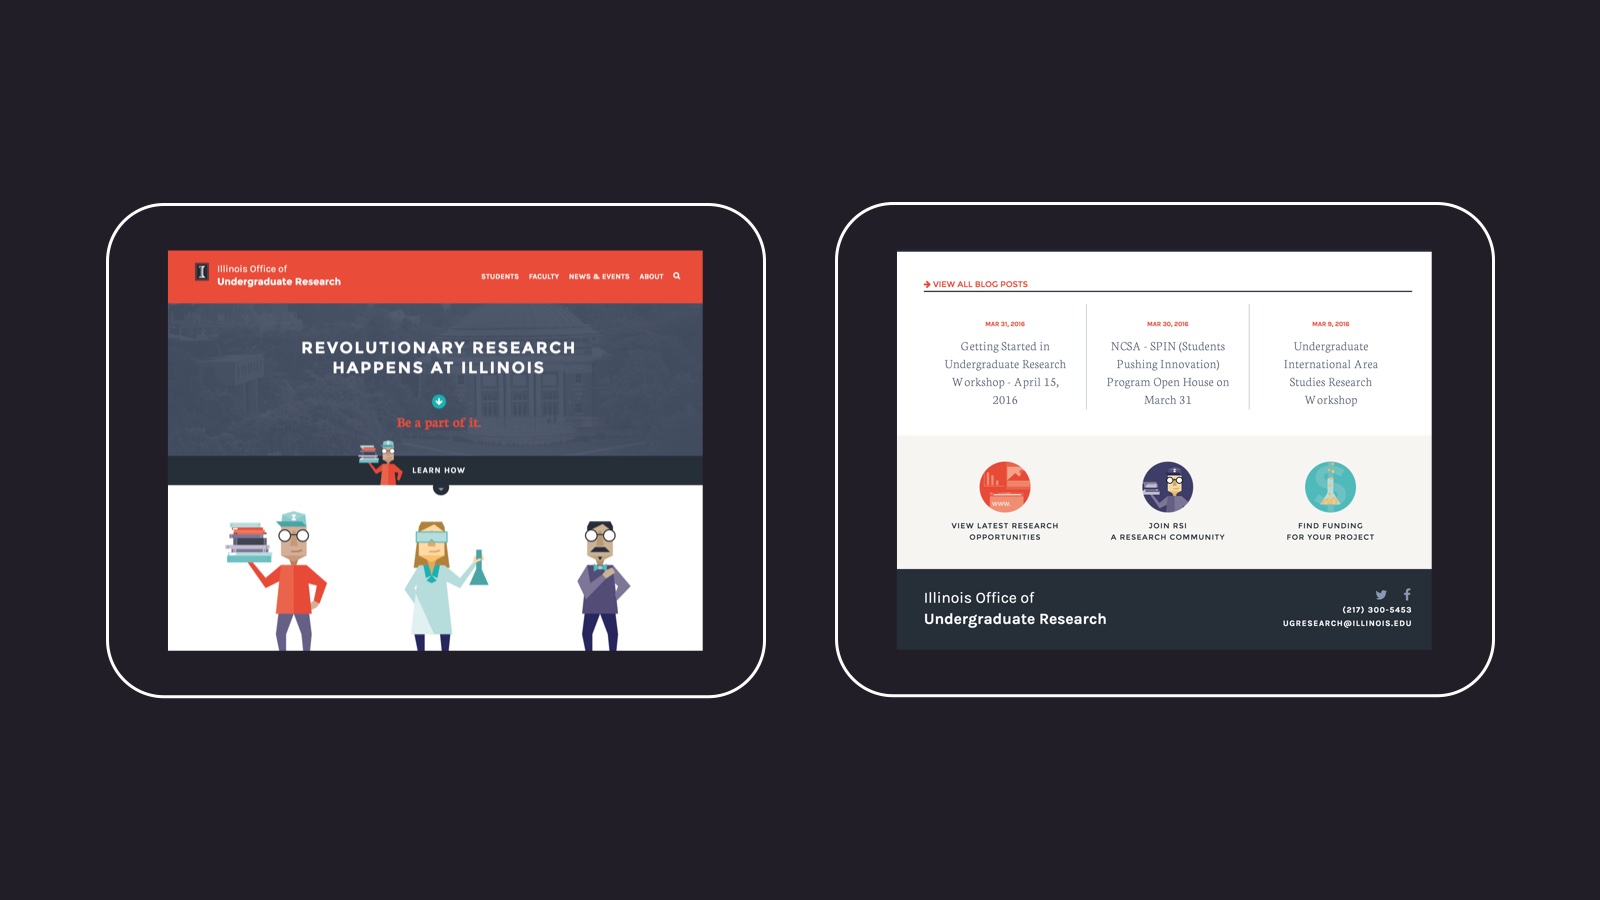 I
Illinois Office of
Undergraduate Research
STUDENTS FACULTY NEWS & EVENTS ABOUT
REVOLUTIONARY RESEARCH
HAPPENS AT ILLINOIS
Be a part of it.
LEARN HOW
I
VIEW ALL BLOG POSTS
MAR 31, 2016
Getting Started in
Undergraduate Research
Workshop - April 15,
2016
MAR 30, 2016
NCSA - SPIN (Students
Pushing Innovation)
Program Open House on
March 31
MAR 9, 2016
Undergraduate
International Area
Studies Research
Workshop
www.
VIEW LATEST RESEARCH
OPPORTUNITIES
JOIN RSI
A RESEARCH COMMUNITY
$
FIND FUNDING
FOR YOUR PROJECT
Illinois Office of
Undergraduate Research
(217) 300-5453
UGRESEARCH@ILLINOIS.EDU